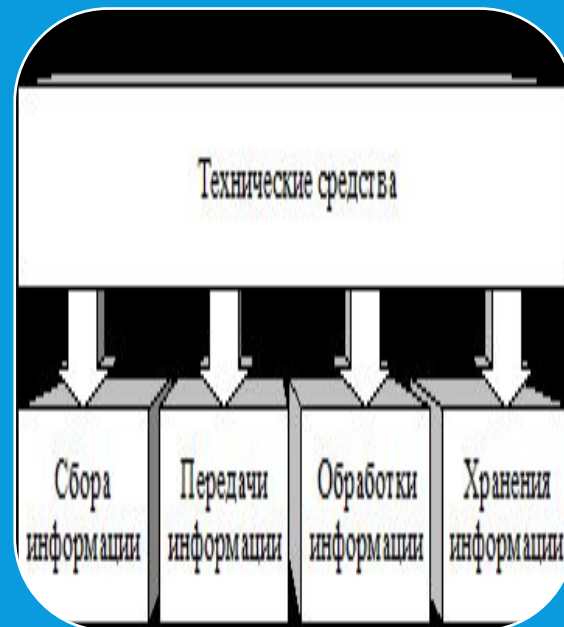 Технические средства
Сбора
информации
Передачи
информации
Обработки
информации
Хранения
информации